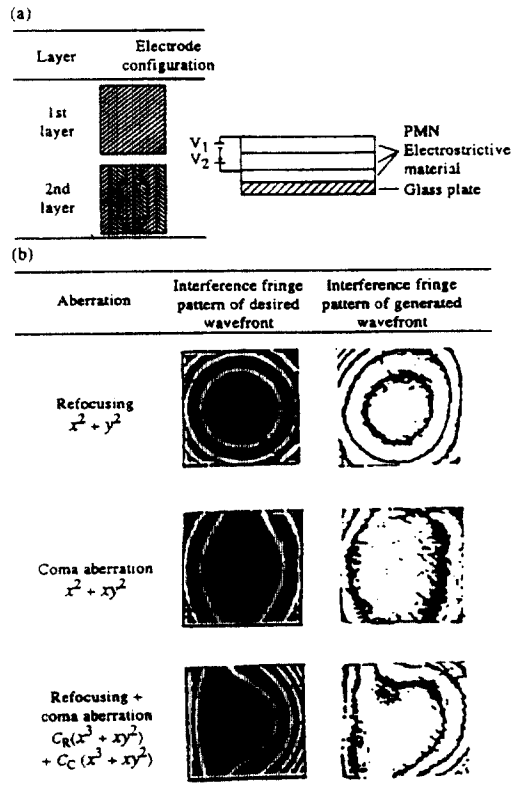 (a)
Layer
Electrode
configuration
1st
layer
2nd
layer
V1
V2
PMN
Electrostrictive
material
Glass plate
(b)
Aberration
Interference fringe
pattern of desired
wavefront
Interference fringe
pattern of generated
wavefront
Refocusing
x² + y²
Coma aberration
x² + xy²
Refocusing +
coma aberration
C_R(x³ + xy²)
+ C_C (x³ + xy²)